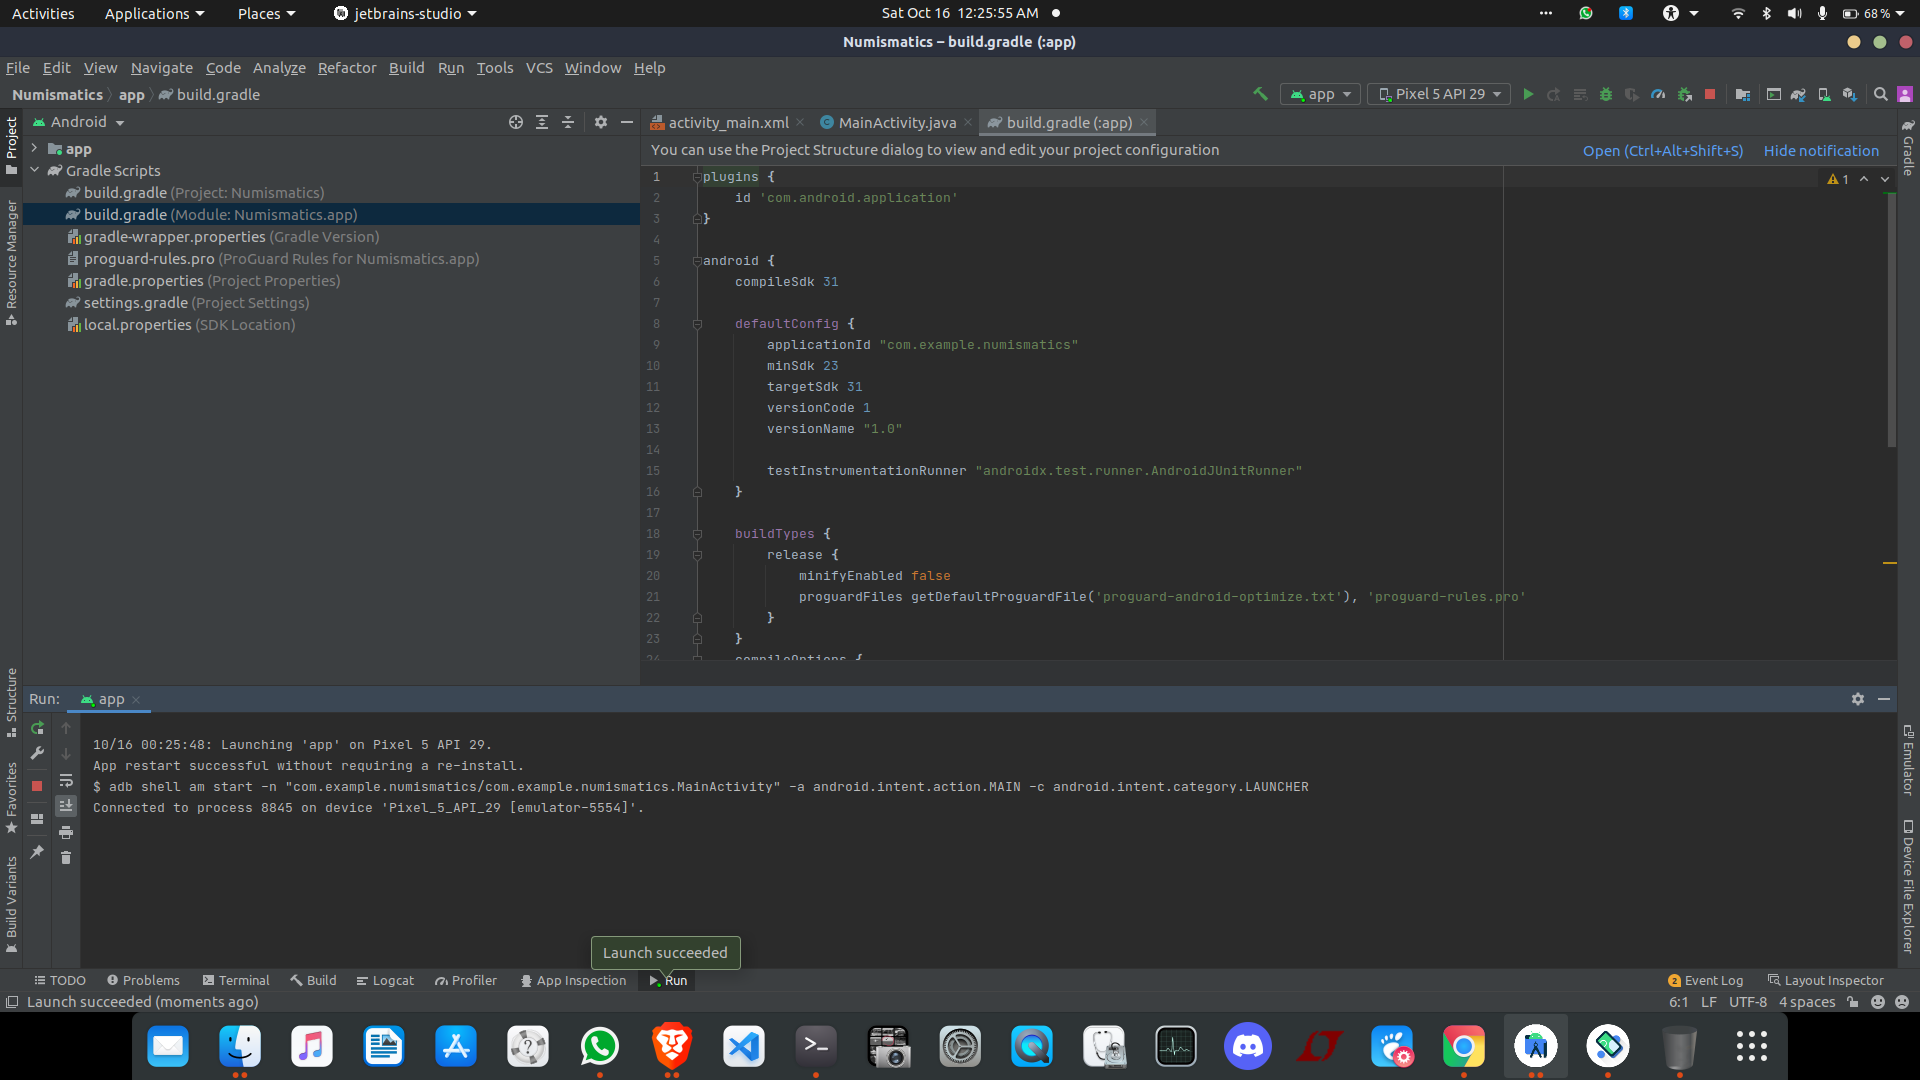 Activities Applications Places jetbrains-studio Sat Oct 16 12:25:55 AM 68 %
Numismatics – build.gradle (:app)
File Edit View Navigate Code Analyze Refactor Build Run Tools VCS Window Help
Numismatics app build.gradle app Pixel 5 API 29
Project
Resource Manager
Structure
Favorites
Build Variants
Android
app
Gradle Scripts
build.gradle (Project: Numismatics)
build.gradle (Module: Numismatics.app)
gradle-wrapper.properties (Gradle Version)
proguard-rules.pro (ProGuard Rules for Numismatics.app)
gradle.properties (Project Properties)
settings.gradle (Project Settings)
local.properties (SDK Location)
activity_main.xml MainActivity.java build.gradle (:app)
You can use the Project Structure dialog to view and edit your project configuration Open (Ctrl+Alt+Shift+S) Hide notification
1 plugins { 1
2 id 'com.android.application'
3 }
4
5 android {
6 compileSdk 31
7
8 defaultConfig {
9 applicationId "com.example.numismatics"
10 minSdk 23
11 targetSdk 31
12 versionCode 1
13 versionName "1.0"
14
15 testInstrumentationRunner "androidx.test.runner.AndroidJUnitRunner"
16 }
17
18 buildTypes {
19 release {
20 minifyEnabled false
21 proguardFiles getDefaultProguardFile('proguard-android-optimize.txt'), 'proguard-rules.pro'
22 }
23 }
24 compileOptions {
Gradle
Emulator
Device File Explorer
Run: app
10/16 00:25:48: Launching 'app' on Pixel 5 API 29.
App restart successful without requiring a re-install.
$ adb shell am start -n "com.example.numismatics/com.example.numismatics.MainActivity" -a android.intent.action.MAIN -c android.intent.category.LAUNCHER
Connected to process 8845 on device 'Pixel_5_API_29 [emulator-5554]'.
Launch succeeded
TODO Problems Terminal Build Logcat Profiler App Inspection Run 2 Event Log Layout Inspector
Launch succeeded (moments ago) 6:1 LF UTF-8 4 spaces